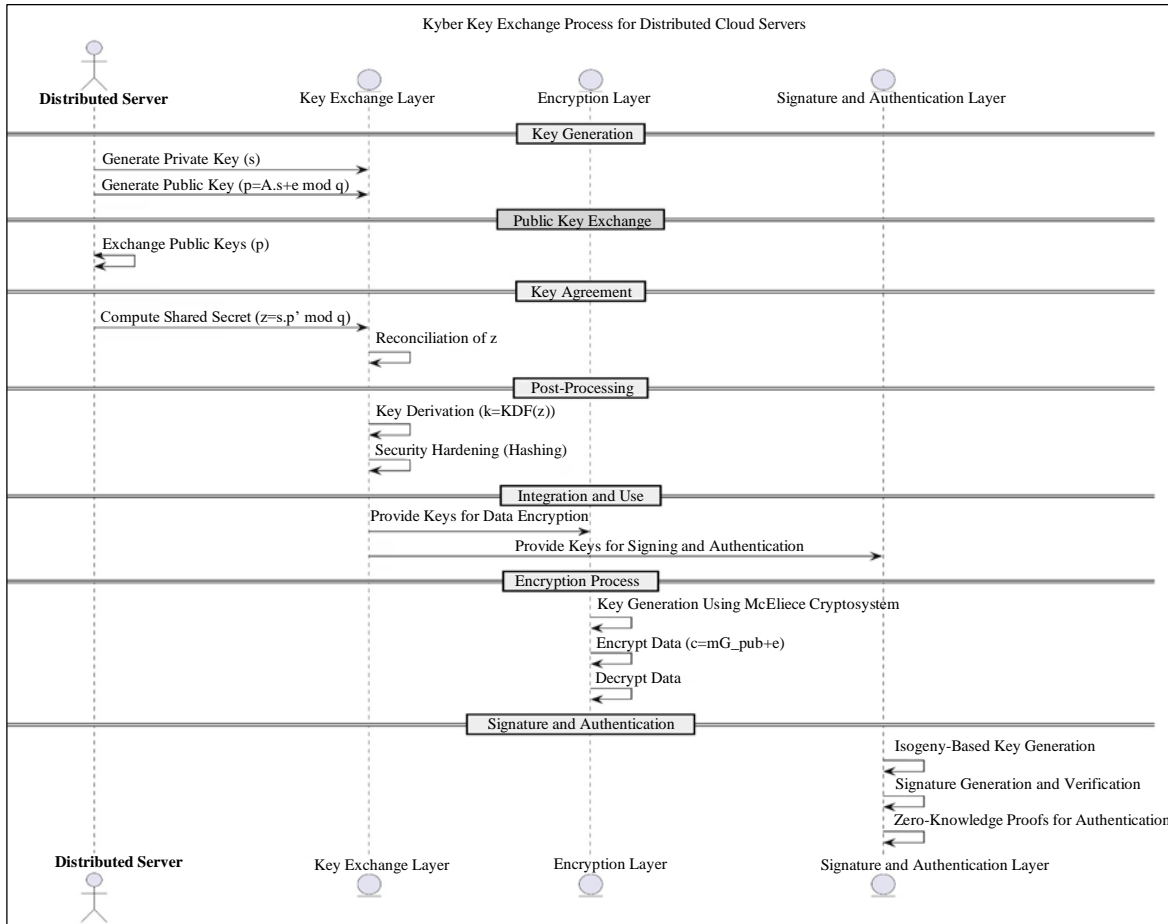 Kyber Key Exchange Process for Distributed Cloud Servers
Distributed Server
Key Exchange Layer
Encryption Layer
Signature and Authentication Layer
Key Generation
Generate Private Key (s)
Generate Public Key (p=A.s+e mod q)
Public Key Exchange
Exchange Public Keys (p)
Key Agreement
Compute Shared Secret (z=s.p’ mod q)
Reconciliation of z
Post-Processing
Key Derivation (k=KDF(z))
Security Hardening (Hashing)
Integration and Use
Provide Keys for Data Encryption
Provide Keys for Signing and Authentication
Encryption Process
Key Generation Using McEliece Cryptosystem
Encrypt Data (c=mG_pub+e)
Decrypt Data
Signature and Authentication
Isogeny-Based Key Generation
Signature Generation and Verification
Zero-Knowledge Proofs for Authentication
Distributed Server
Key Exchange Layer
Encryption Layer
Signature and Authentication Layer